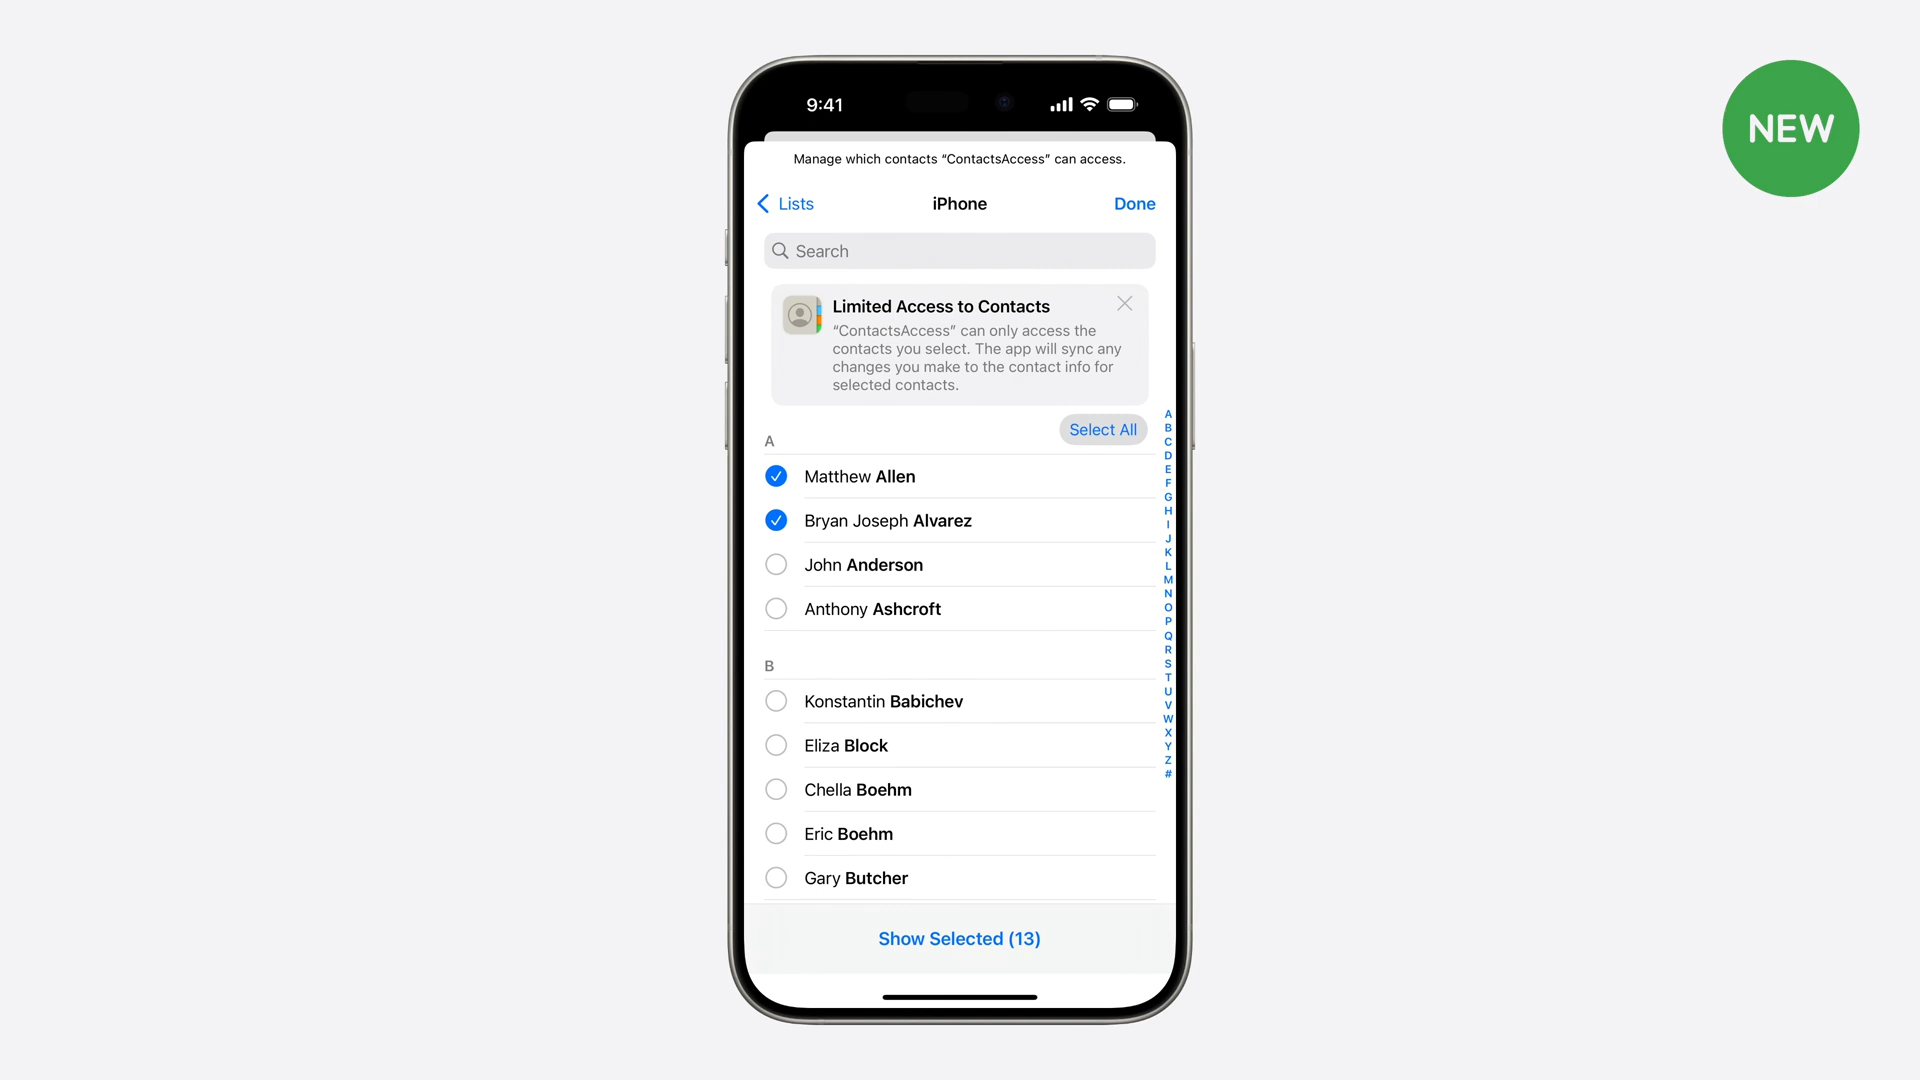 9:41
NEW
Manage which contacts “ContactsAccess” can access.
Lists
iPhone
Done
Search
Limited Access to Contacts
“ContactsAccess” can only access the
contacts you select. The app will sync any
changes you make to the contact info for
selected contacts.
Select All
A
Matthew Allen
Bryan Joseph Alvarez
John Anderson
Anthony Ashcroft
B
Konstantin Babichev
Eliza Block
Chella Boehm
Eric Boehm
Gary Butcher
A
B
C
D
E
F
G
H
I
J
K
L
M
N
O
P
Q
R
S
T
U
V
W
X
Y
Z
#
Show Selected (13)